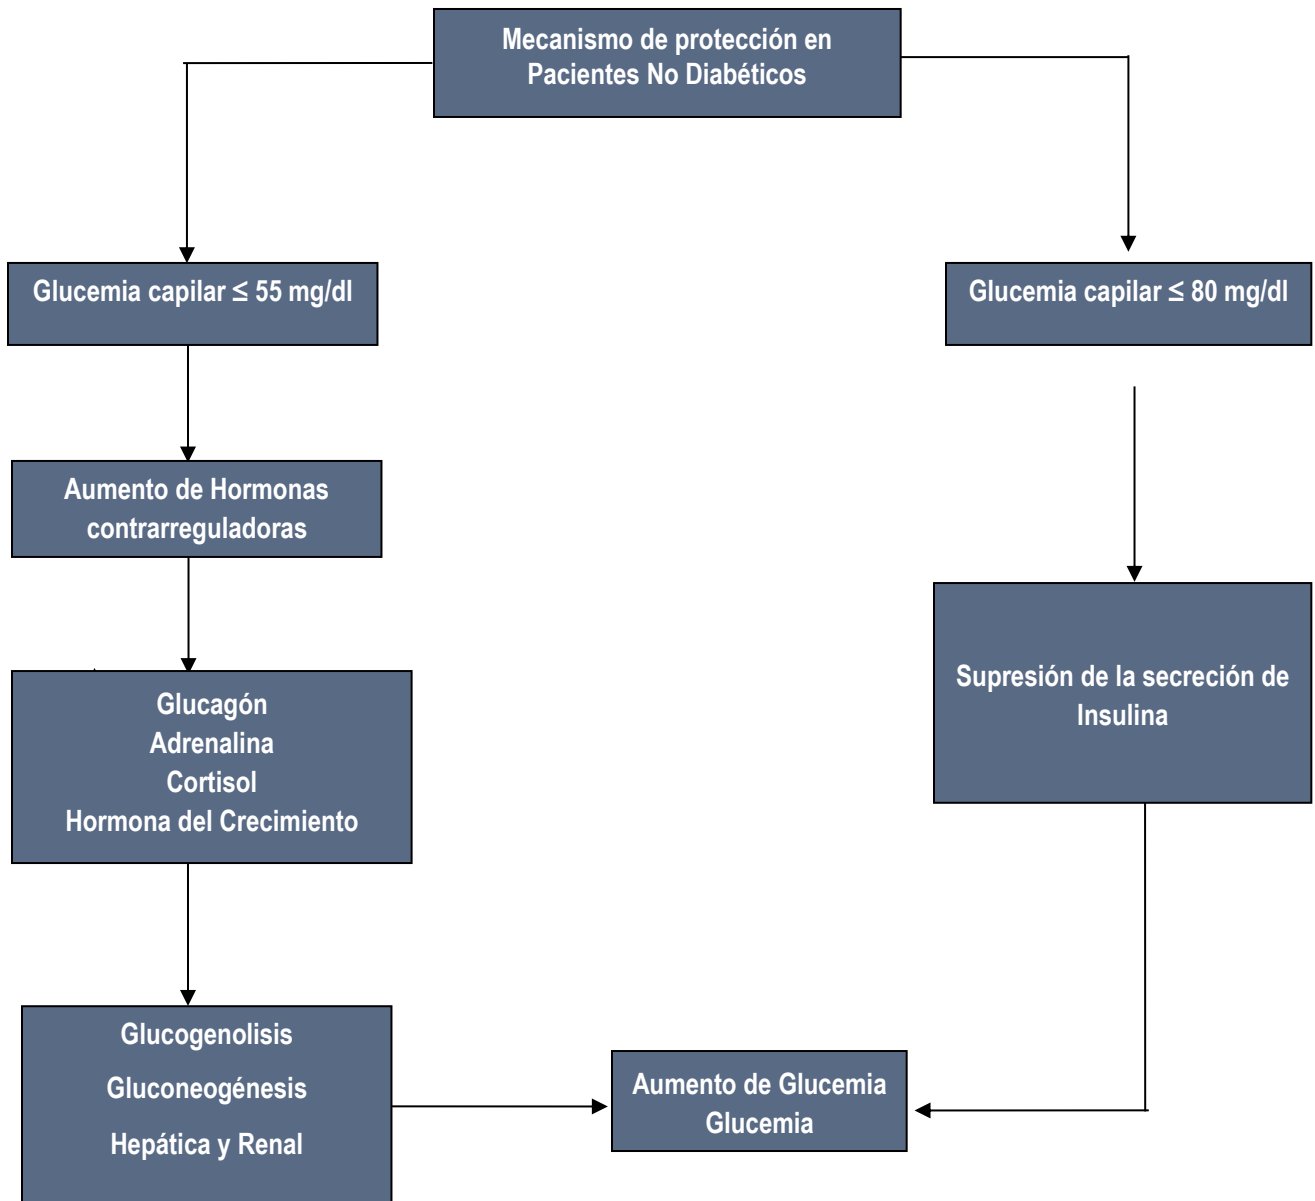 Mecanismo de protección en
Pacientes No Diabéticos
Glucemia capilar ≤ 55 mg/dl
Glucemia capilar ≤ 80 mg/dl
Aumento de Hormonas
contrarreguladoras
Glucagón
Adrenalina
Cortisol
Hormona del Crecimiento
Supresión de la secreción de
Insulina
Glucogenolisis
Gluconeogénesis
Hepática y Renal
Aumento de Glucemia
Glucemia